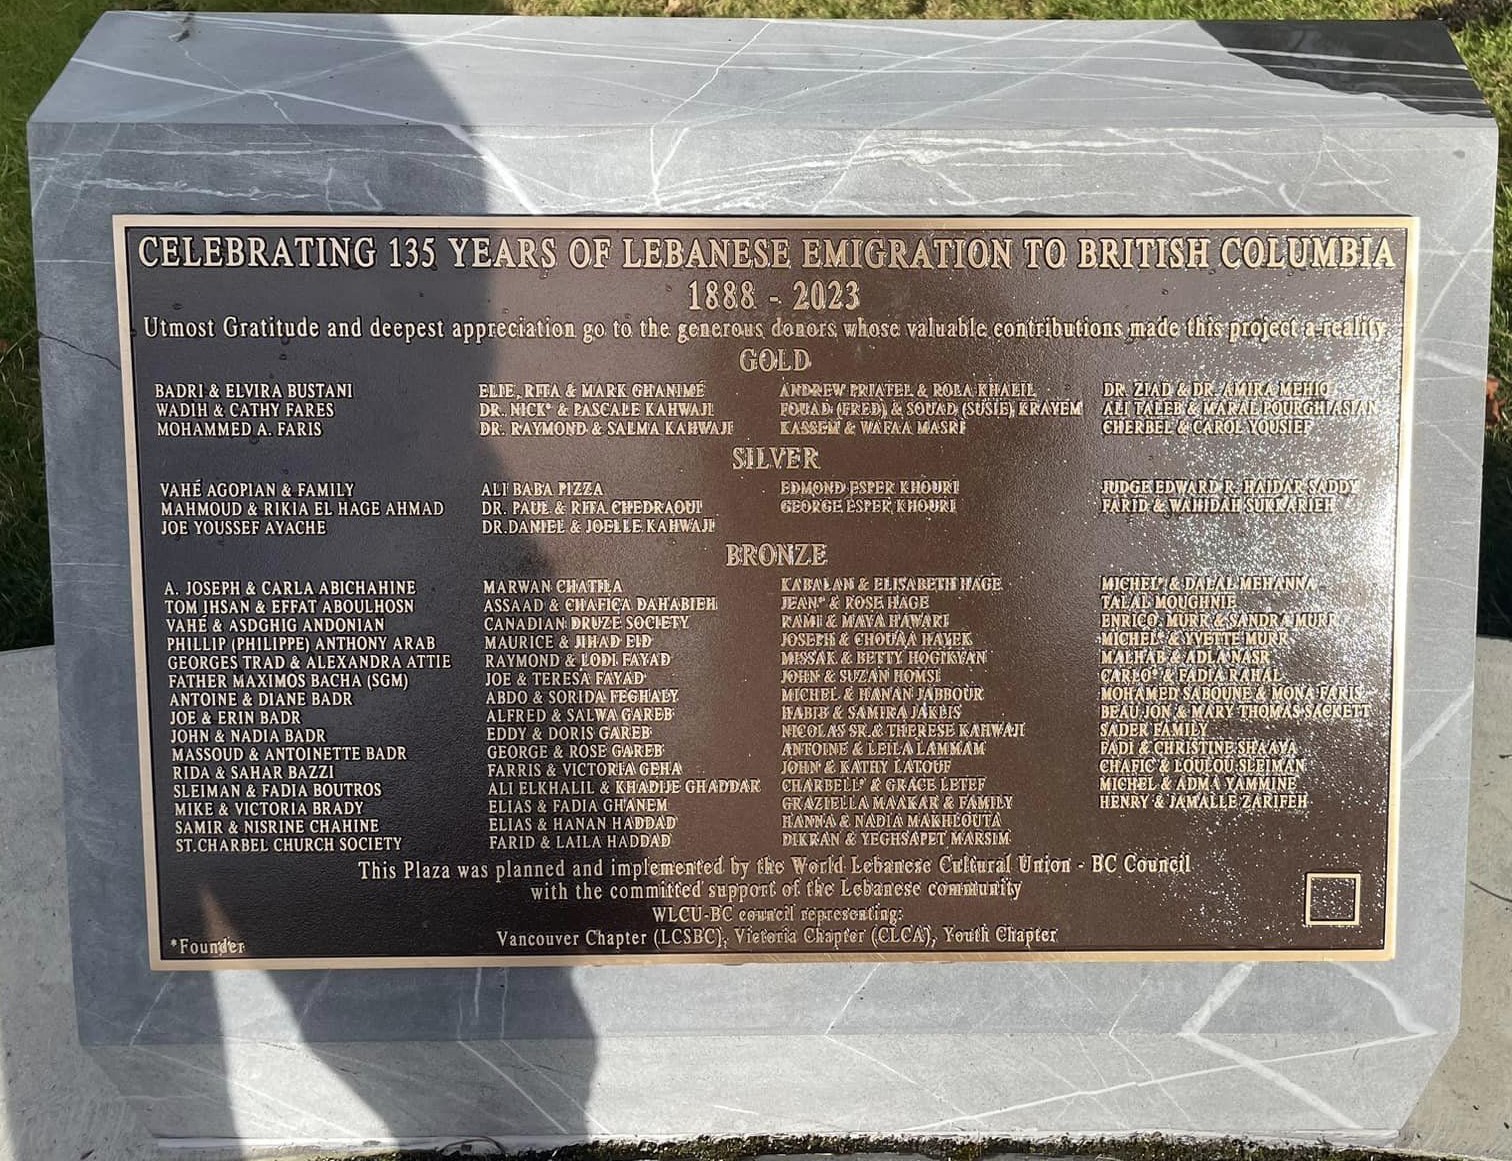 CELEBRATING 135 YEARS OF LEBANESE EMIGRATION TO BRITISH COLUMBIA
1888 - 2023
Utmost Gratitude and deepest appreciation go to the generous donors whose valuable contributions made this project a reality
GOLD
BADRI & ELVIRA BUSTANI
WADIH & CATHY FARES
MOHAMMED A. FARIS
ELIE, RITA & MARK GHANIMÉ
DR. NICK* & PASCALE KAHWAJI
DR. RAYMOND & SALMA KAHWAJI
ANDREW PRIATEL & ROLA KHALIL
FOUAD (FRED) & SOUAD (SUSIE) KRAYEM
KASSEM & WAFAA MASRI
DR. ZIAD & DR. AMIRA MEHIO
ALI TALEB & MARAL POURGHIASIAN
CHERBEL & CAROL YOUSIEF
SILVER
VAHÉ AGOPIAN & FAMILY
MAHMOUD & RIKIA EL HAGE AHMAD
JOE YOUSSEF AYACHE
ALI BABA PIZZA
DR. PAUL & RITA CHEDRAOUI
DR.DANIEL & JOELLE KAHWAJI
EDMOND ESPER KHOURI
GEORGE ESPER KHOURI
JUDGE EDWARD R. HAIDAR SADDY
FARID & WAHIDAH SUKKARIEH
BRONZE
A. JOSEPH & CARLA ABICHAHINE
TOM IHSAN & EFFAT ABOULHOSN
VAHÉ & ASDGHIG ANDONIAN
PHILLIP (PHILIPPE) ANTHONY ARAB
GEORGES TRAD & ALEXANDRA ATTIE
FATHER MAXIMOS BACHA (SGM)
ANTOINE & DIANE BADR
JOE & ERIN BADR
JOHN & NADIA BADR
MASSOUD & ANTOINETTE BADR
RIDA & SAHAR BAZZI
SLEIMAN & FADIA BOUTROS
MIKE & VICTORIA BRADY
SAMIR & NISRINE CHAHINE
ST.CHARBEL CHURCH SOCIETY
MARWAN CHATILA
ASSAAD & CHAFICA DAHABIEH
CANADIAN DRUZE SOCIETY
MAURICE & JIHAD EID
RAYMOND & LODI FAYAD
JOE & TERESA FAYAD
ABDO & SORIDA FEGHALY
ALFRED & SALWA GAREB
EDDY & DORIS GAREB
GEORGE & ROSE GAREB
FARRIS & VICTORIA GEHA
ALI ELKHALIL & KHADIJE GHADDAR
ELIAS & FADIA GHANEM
ELIAS & HANAN HADDAD
FARID & LAILA HADDAD
KABALAN & ELISABETH HAGE
JEAN* & ROSE HAGE
RAMI & MAYA HAWARI
JOSEPH & CHOUAA HAYEK
MISSAK & BETTY HOGIKYAN
JOHN & SUZAN HOMSI
MICHEL & HANAN JABBOUR
HABIB & SAMIRA JAKLIS
NICOLAS SR. & THERESE KAHWAJI
ANTOINE & LEILA LAMMAM
JOHN & KATHY LATOUF
CHARBELL* & GRACE LETEF
GRAZIELLA MAAKAR & FAMILY
HANNA & NADIA MAKHLOUTA
DIKRAN & YEGHSAPET MARSIM
MICHEL* & DALAL MEHANNA
TALAL MOUGHNIE
ENRICO MURR & SANDRA MURR
MICHEL* & YVETTE MURR
MALHAB & ADLA NASR
CARLO* & FADIA RAHAL
MOHAMED SABOUNE & MONA FARIS
BEAU JON & MARY THOMAS SACKETT
SADER FAMILY
FADI & CHRISTINE SHAAYA
CHAFIC & LOULOU SLEIMAN
MICHEL & ADMA YAMMINE
HENRY & JAMALLE ZARIFEH
This Plaza was planned and implemented by the World Lebanese Cultural Union - BC Council
with the committed support of the Lebanese community
WLCU-BC council representing:
Vancouver Chapter (LCSBC), Victoria Chapter (CLCA), Youth Chapter
*Founder